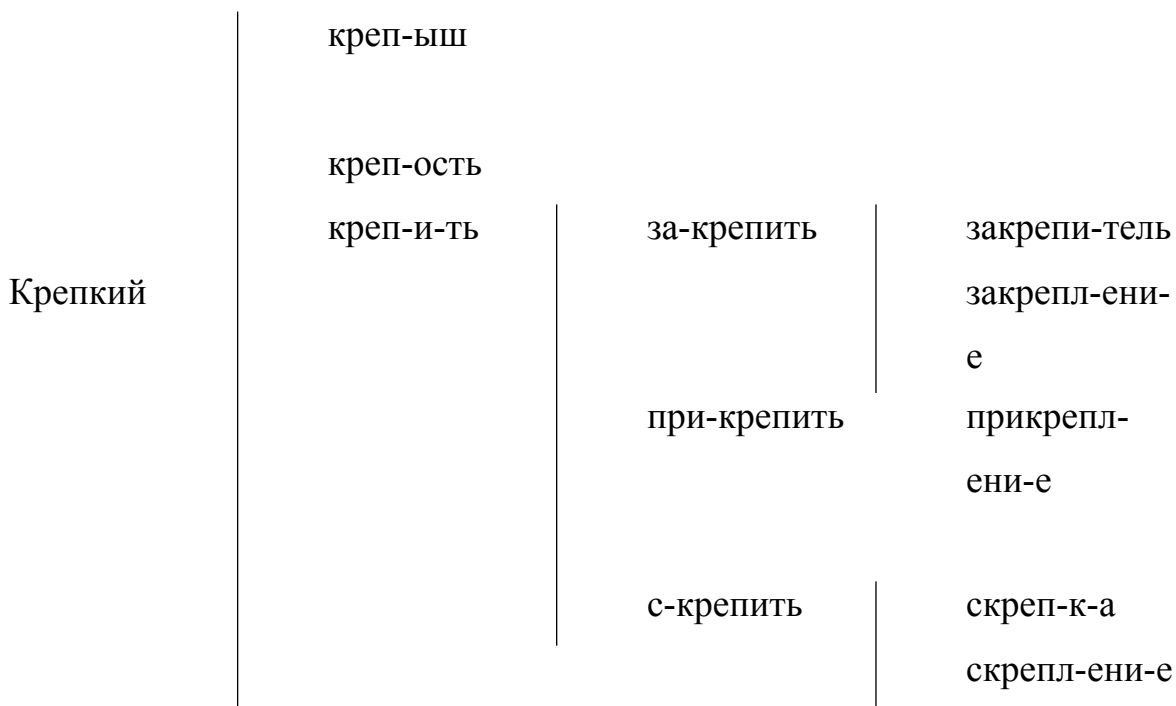 креп-ыш
креп-ость
креп-и-ть за-крепить закрепи-тель
Крепкий закрепл-ени-
е
при-крепить прикрепл-
ени-е
с-крепить скреп-к-а
скрепл-ени-е